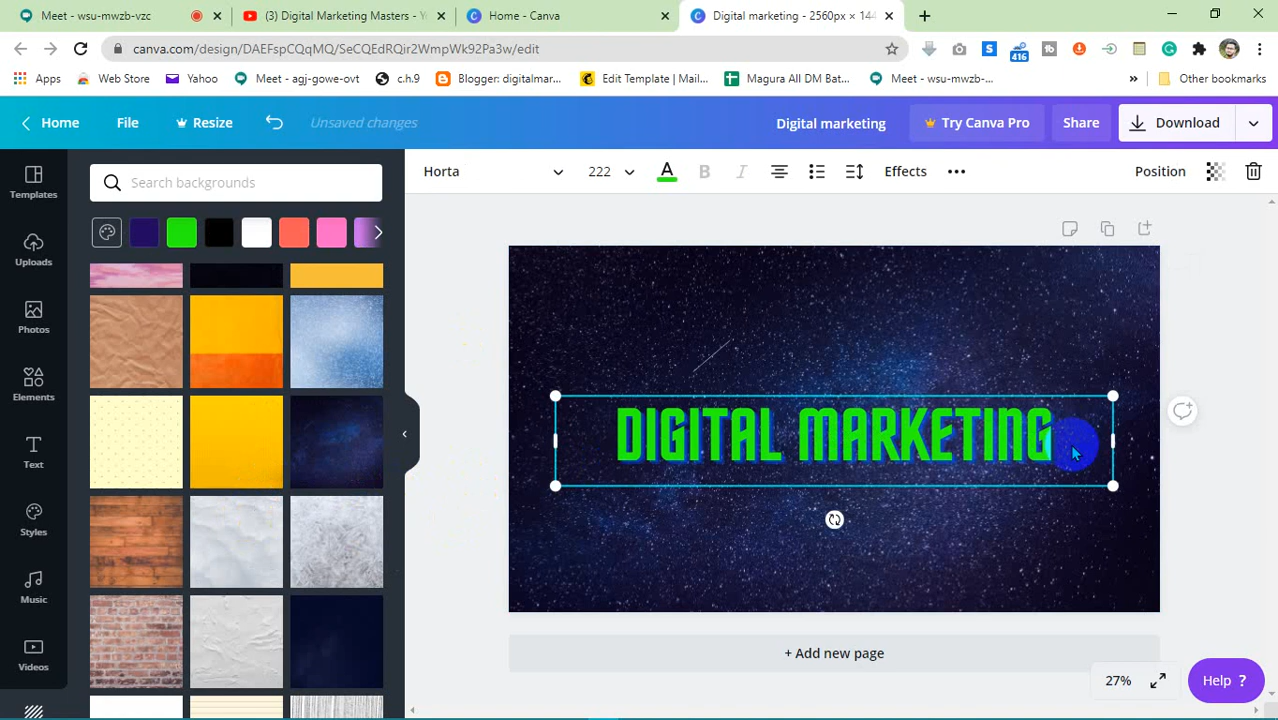 Meet - wsu-mwzb-vzc
(3) Digital Marketing Masters - Y
Home - Canva
Digital marketing - 2560px × 144
canva.com/design/DAEFspCQqMQ/SeCQEdRQir2WmpWk92Pa3w/edit
S
416
Apps
Web Store
Yahoo
Meet - agj-gowe-ovt
c.h.9
Blogger: digitalmar...
Edit Template | Mail...
Magura All DM Bat...
Meet - wsu-mwzb-...
»
Other bookmarks
Home
File
Resize
Unsaved changes
Digital marketing
Try Canva Pro
Share
Download
Templates
Uploads
Photos
Elements
Text
Styles
Music
Videos
Search backgrounds
Horta
222
A
B
I
Effects
Position
DIGITAL MARKETING
+ Add new page
27%
Help ?